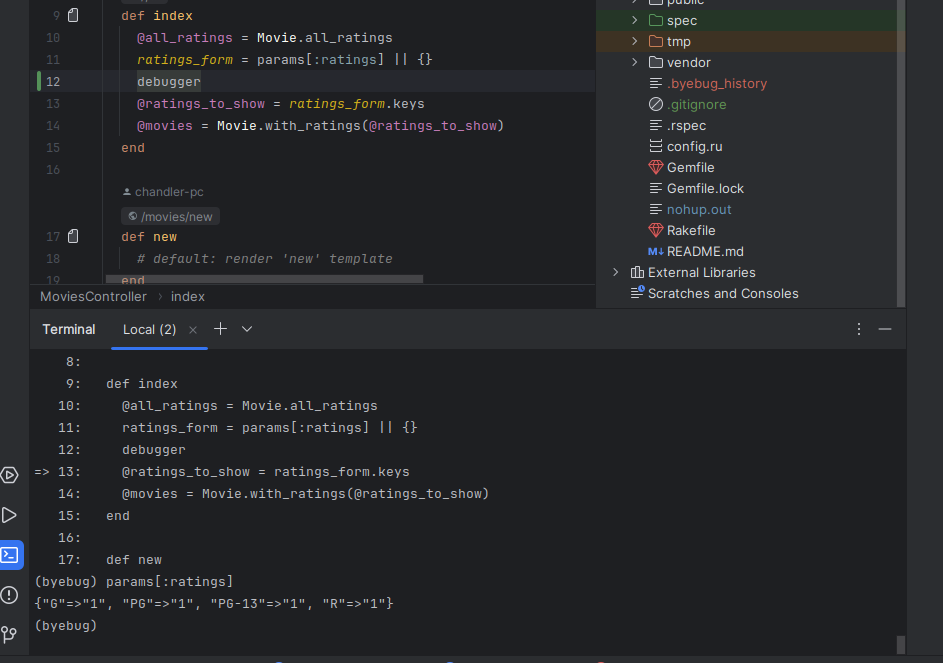 9 def index
10 @all_ratings = Movie.all_ratings
11 ratings_form = params[:ratings] || {}
12 debugger
13 @ratings_to_show = ratings_form.keys
14 @movies = Movie.with_ratings(@ratings_to_show)
15 end
16
chandler-pc
/movies/new
17 def new
18 # default: render 'new' template
19 end
MoviesController › index
public
spec
tmp
vendor
.byebug_history
.gitignore
.rspec
config.ru
Gemfile
Gemfile.lock
nohup.out
Rakefile
M↓ README.md
External Libraries
Scratches and Consoles
Terminal Local (2) × +
8:
9: def index
10: @all_ratings = Movie.all_ratings
11: ratings_form = params[:ratings] || {}
12: debugger
=> 13: @ratings_to_show = ratings_form.keys
14: @movies = Movie.with_ratings(@ratings_to_show)
15: end
16:
17: def new
(byebug) params[:ratings]
{"G"=>"1", "PG"=>"1", "PG-13"=>"1", "R"=>"1"}
(byebug)